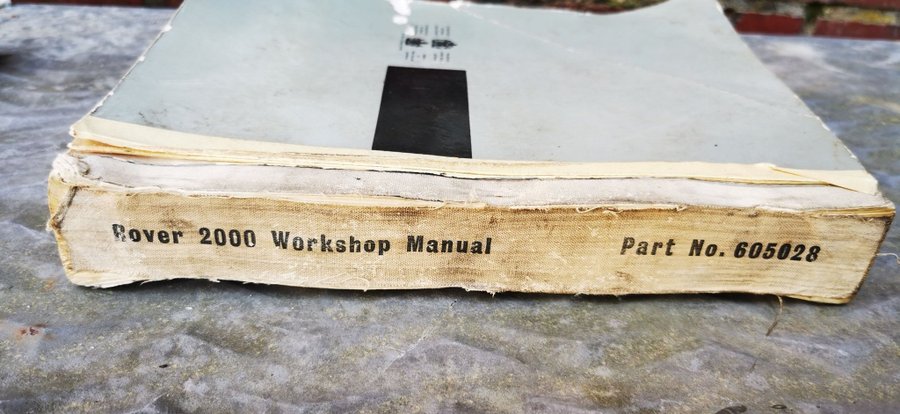 Rover 2000 Workshop Manual
Part No. 605028